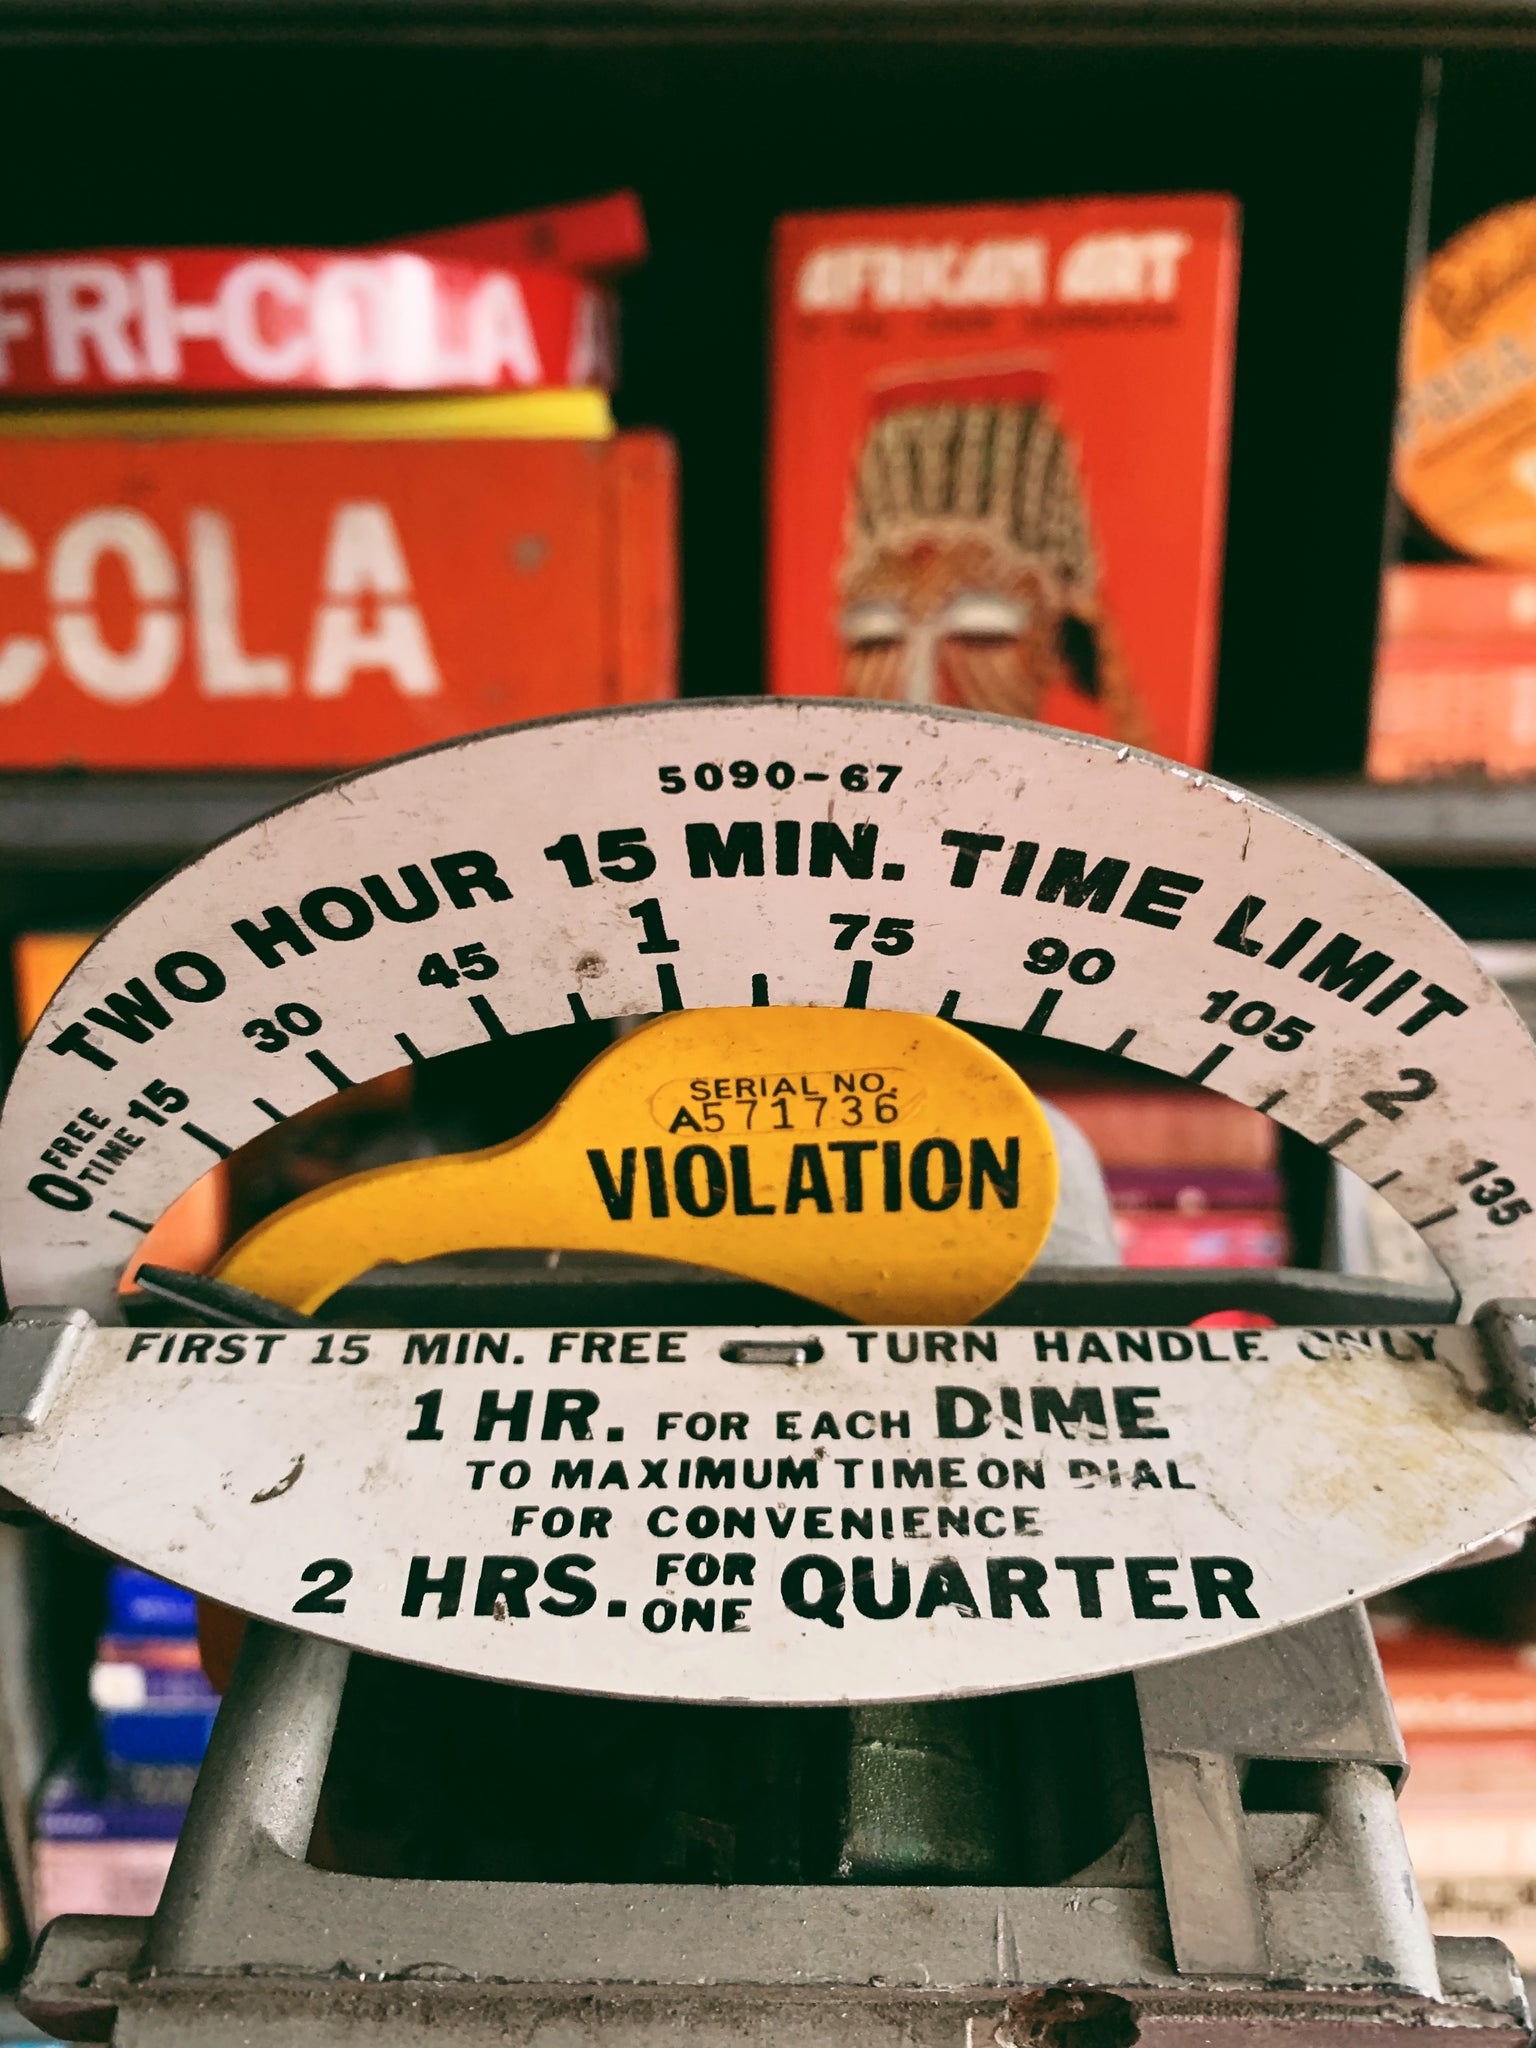 FRI-COLA
COLA
AFRICAN ART
5090-67
TWO HOUR 15 MIN. TIME LIMIT
0 FREE TIME 15 30 45 1 75 90 105 2 135
SERIAL NO.
A571736
VIOLATION
FIRST 15 MIN. FREE TURN HANDLE ONLY
1 HR. FOR EACH DIME
TO MAXIMUM TIME ON DIAL
FOR CONVENIENCE
2 HRS. FOR ONE QUARTER